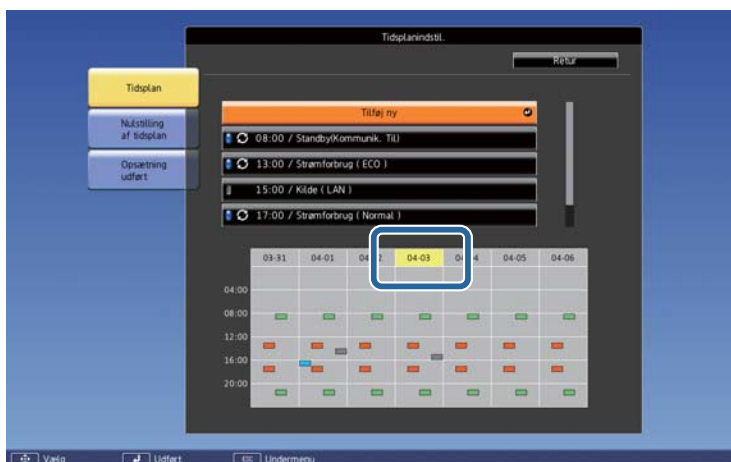 Tidsplanindstil.
Retur
Tidsplan
Nulstilling
af tidsplan
Opsætning
udført
Tilføj ny
08:00 / Standby(Kommunik. Til)
13:00 / Strømforbrug ( ECO )
15:00 / Kilde ( LAN )
17:00 / Strømforbrug ( Normal )
03-31 04-01 04-03 04-05 04-06
04:00
08:00
12:00
16:00
20:00
Vælg Udført Esc Undermenu